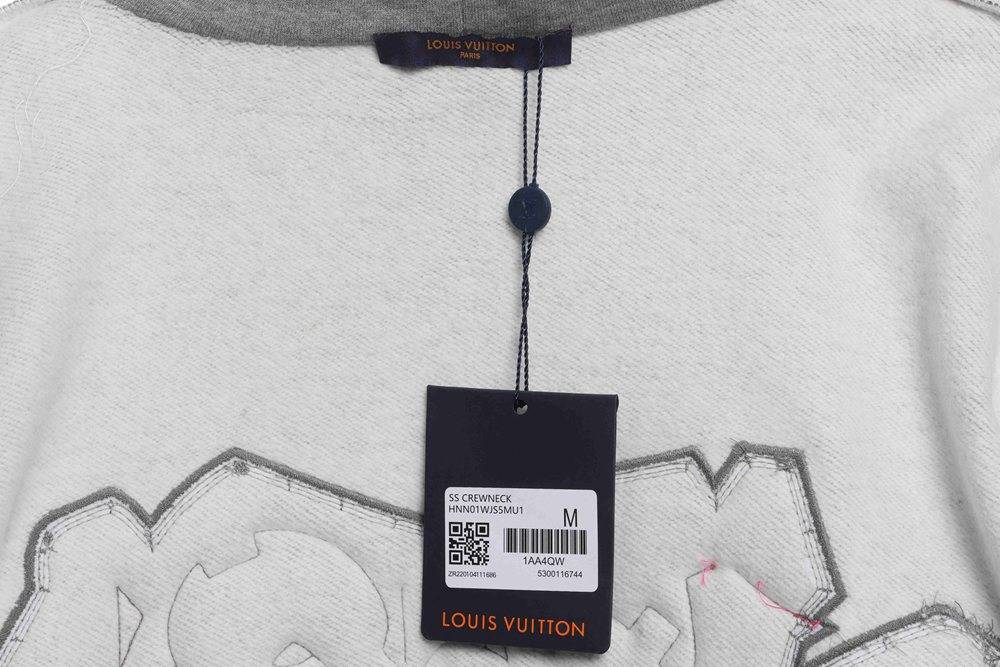 LOUIS VUITTON
PARIS
SS CREWNECK
HNN01WJS5MU1
M
1AA4QW
ZR220104111686
5300116744
LOUIS VUITTON